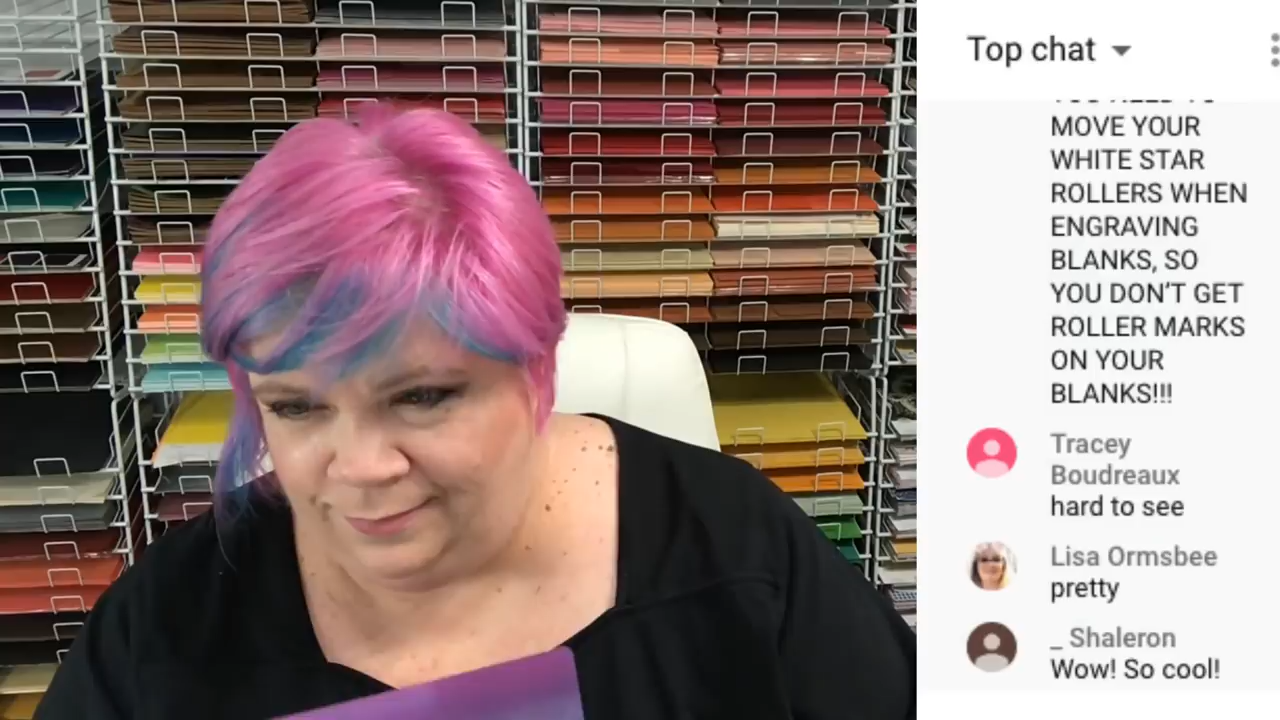 Top chat
MOVE YOUR
WHITE STAR
ROLLERS WHEN
ENGRAVING
BLANKS, SO
YOU DON'T GET
ROLLER MARKS
ON YOUR
BLANKS!!!
Tracey
Boudreaux
hard to see
Lisa Ormsbee
pretty
_ Shaleron
Wow! So cool!